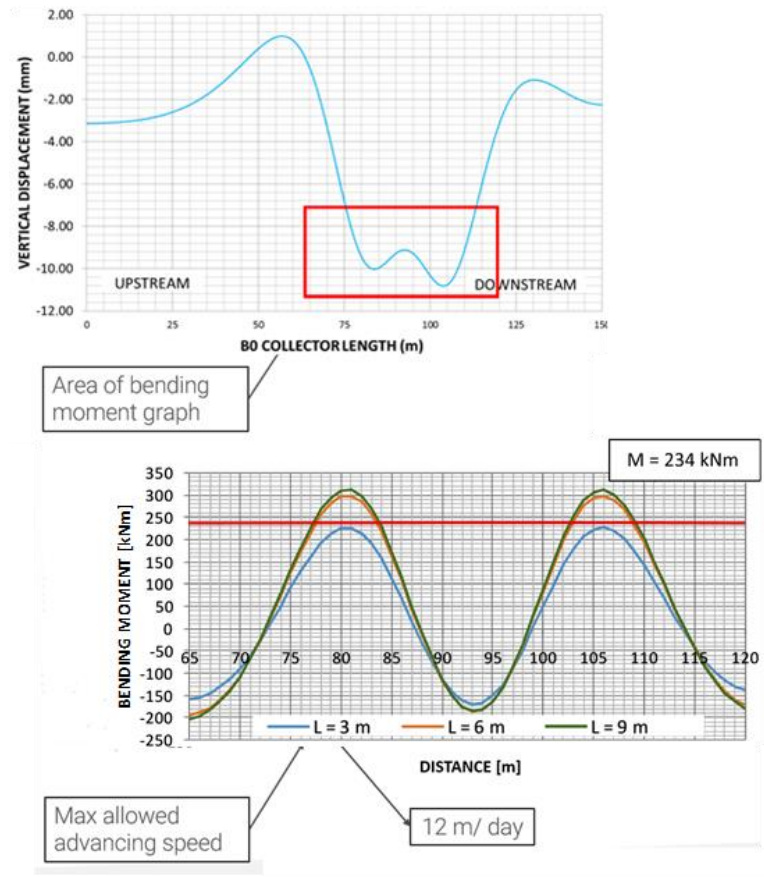 2.00
0.00
-2.00
-4.00
-6.00
-8.00
-10.00
-12.00
VERTICAL DISPLACEMENT (mm)
UPSTREAM
DOWNSTREAM
0 25 50 75 100 125 150
B0 COLLECTOR LENGTH (m)
Area of bending
moment graph
M = 234 kNm
350
300
250
200
150
100
50
0
-50
-100
-150
-200
-250
BENDING MOMENT [kNm]
65 70 75 80 85 90 95 100 105 110 115 120
L = 3 m L = 6 m L = 9 m
DISTANCE [m]
Max allowed
advancing speed
12 m/ day